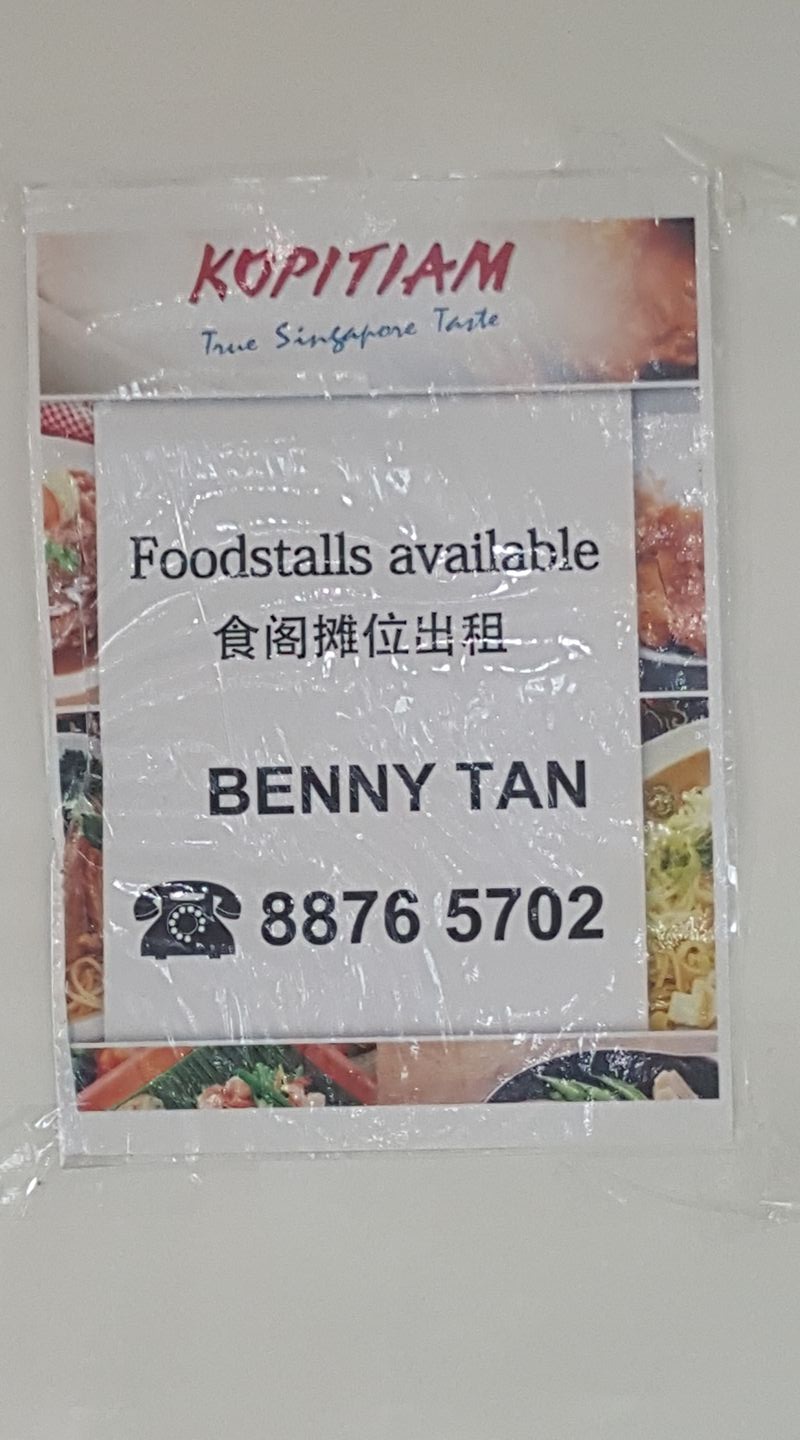 KOPITIAM
True Singapore Taste
Foodstalls available
食阁摊位出租
BENNY TAN
☎ 8876 5702